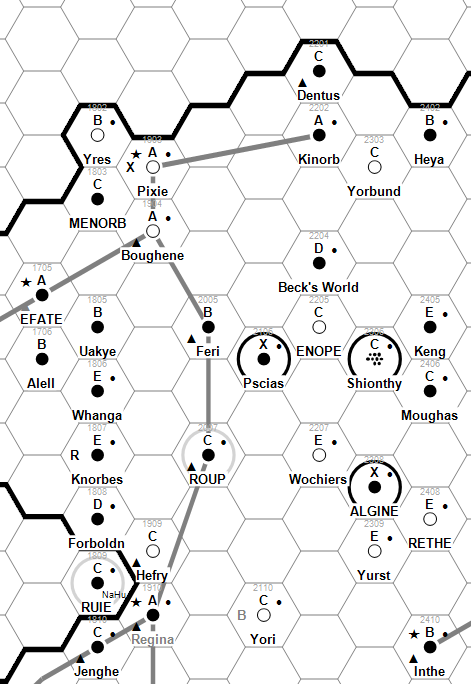 2201
C
Dentus
1802
B
Yres
2202
A
Kinorb
2402
B
Heya
1903
A
X
Pixie
2303
C
Yorbund
1803
C
MENORB
1904
A
Boughene
2204
D
Beck's World
1705
A
EFATE
1805
B
Uakye
2005
B
Feri
2205
C
ENOPE
2405
E
Keng
1706
B
Alell
2106
X
Pscias
2306
C
Shionthy
1806
E
Whanga
2406
C
Moughas
1807
E
R
Knorbes
2007
C
ROUP
2207
E
Wochiers
2308
X
ALGINE
1808
D
Forboldn
2408
E
RETHE
1909
C
Hefry
2309
E
Yurst
1809
C
NaHu
RUIE
1910
A
Regina
2110
C
B
Yori
1810
C
Jenghe
2410
B
Inthe